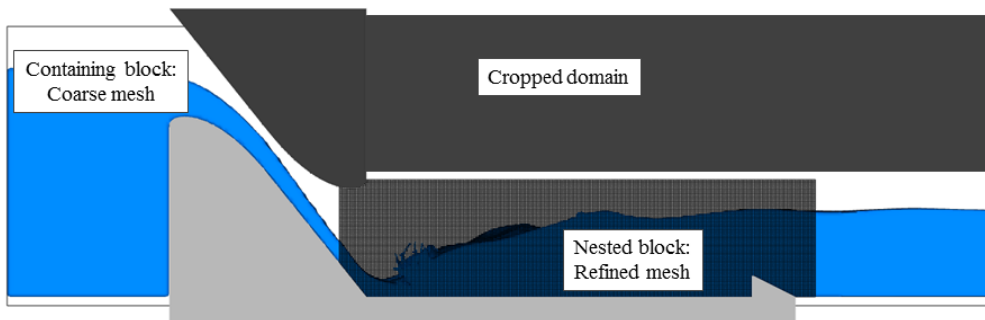 Containing block:
Coarse mesh
Cropped domain
Nested block:
Refined mesh